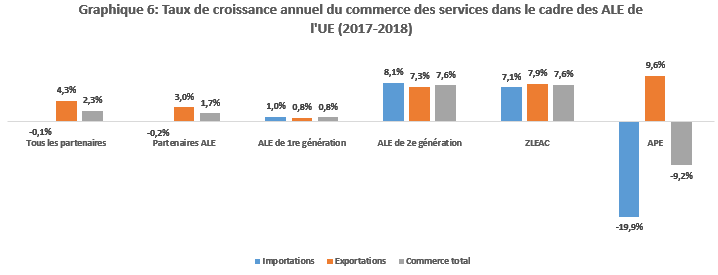 Graphique 6: Taux de croissance annuel du commerce des services dans le cadre des ALE de
l'UE (2017-2018)
-0,1% 4,3% 2,3%
-0,2% 3,0% 1,7%
1,0% 0,8% 0,8%
8,1% 7,3% 7,6%
7,1% 7,9% 7,6%
-19,9% 9,6% -9,2%
Tous les partenaires
Partenaires ALE
ALE de 1re génération
ALE de 2e génération
ZLEAC
APE
Importations
Exportations
Commerce total